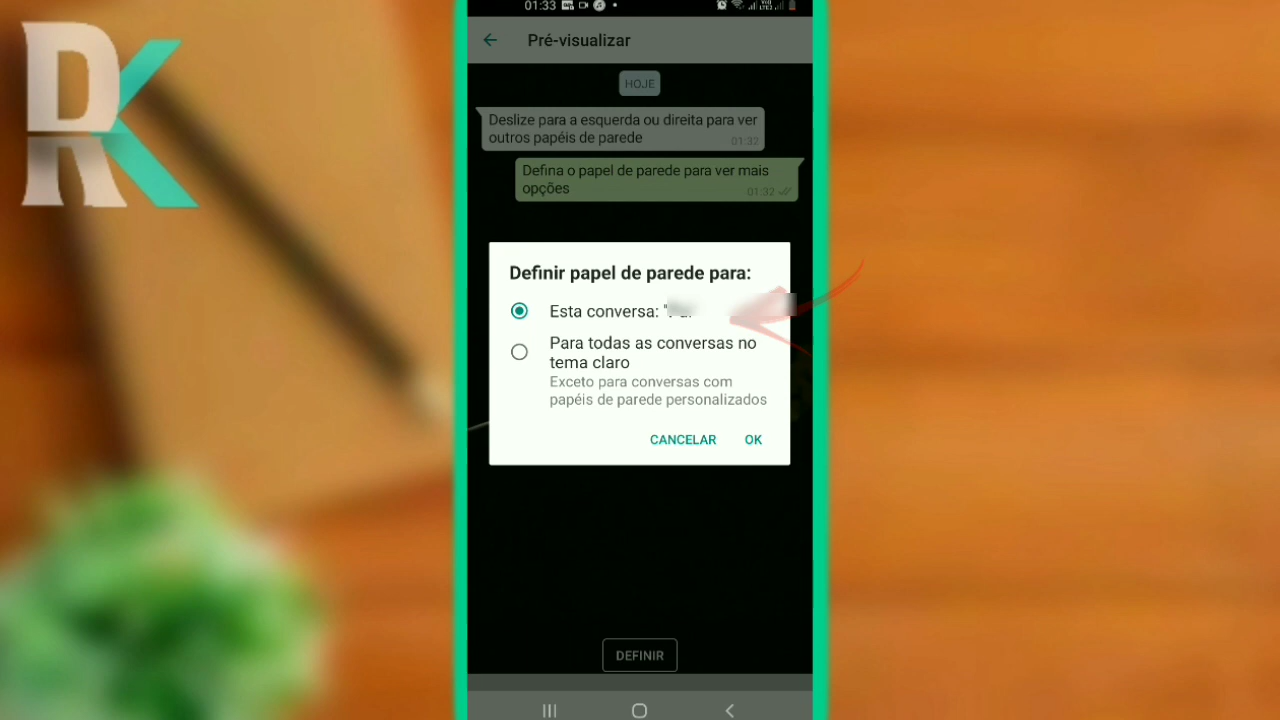 DK
R
01:33
Pré-visualizar
HOJE
Deslize para a esquerda ou direita para ver
outros papéis de parede
01:32
Defina o papel de parede para ver mais
opções
01:32
Definir papel de parede para:
Esta conversa: "
Para todas as conversas no
tema claro
Exceto para conversas com
papéis de parede personalizados
CANCELAR
OK
DEFINIR